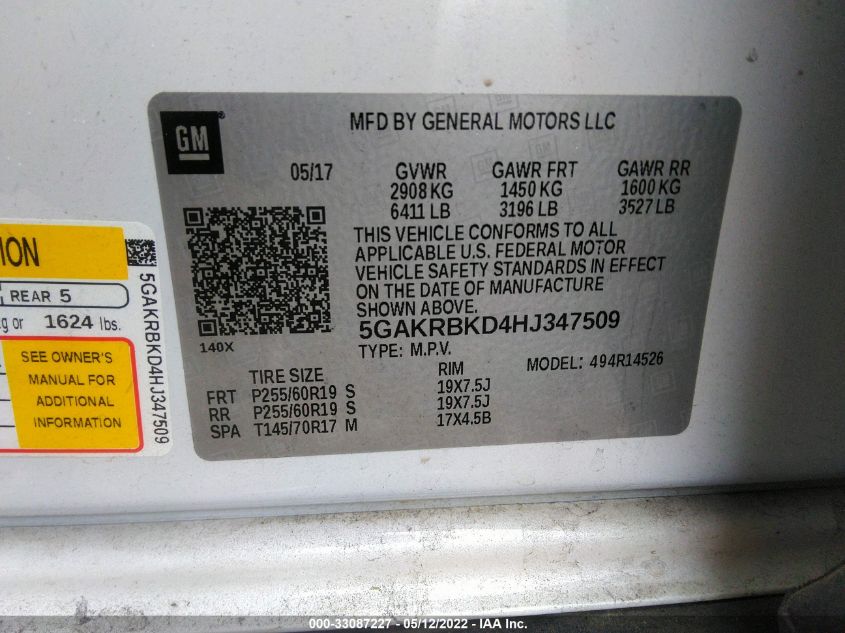 GM
MFD BY GENERAL MOTORS LLC
05/17 GVWR GAWR FRT GAWR RR
2908 KG 1450 KG 1600 KG
6411 LB 3196 LB 3527 LB
THIS VEHICLE CONFORMS TO ALL
APPLICABLE U.S. FEDERAL MOTOR
VEHICLE SAFETY STANDARDS IN EFFECT
ON THE DATE OF MANUFACTURE
SHOWN ABOVE.
5GAKRBKD4HJ347509
140X
TYPE: M.P.V. MODEL: 494R14526
TIRE SIZE RIM
FRT P255/60R19 S 19X7.5J
RR P255/60R19 S 19X7.5J
SPA T145/70R17 M 17X4.5B
REAR 5
or 1624 lbs.
SEE OWNER'S
MANUAL FOR
ADDITIONAL
INFORMATION
5GAKRBKD4HJ347509
000-33087227 - 05/12/2022 - IAA Inc.